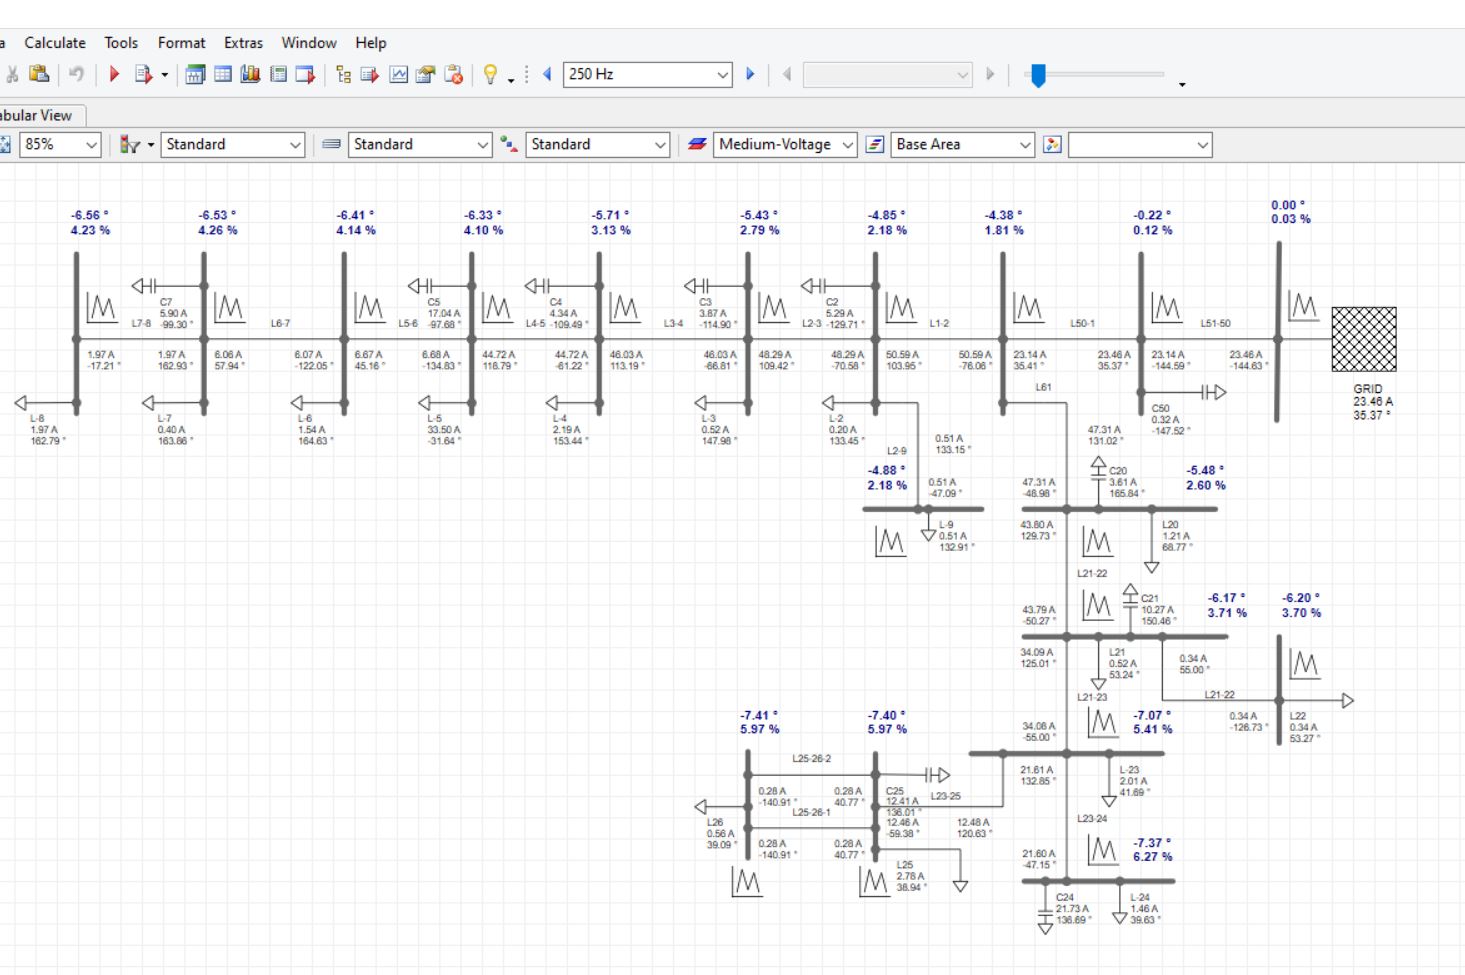 a Calculate Tools Format Extras Window Help
250 Hz
abular View
85% Standard Standard Standard Medium-Voltage Base Area
-6.56 ° -6.53 ° -6.41 ° -6.33 ° -5.71 ° -5.43 ° -4.85 ° -4.38 ° -0.22 ° 0.00 °
4.23 % 4.26 % 4.14 % 4.10 % 3.13 % 2.79 % 2.18 % 1.81 % 0.12 % 0.03 %
C7 C5 C4 C3 C2
5.90 A 17.04 A 4.34 A 3.87 A 5.29 A
-99.30 ° -97.68 ° -109.49 ° -114.90 ° -129.71 °
L7-8 L6-7 L5-6 L4-5 L3-4 L2-3 L1-2 L50-1 L51-50
1.97 A 1.97 A 6.06 A 6.07 A 6.67 A 6.68 A 44.72 A 44.72 A 46.03 A 46.03 A 48.29 A 48.29 A 50.59 A 50.59 A 23.14 A 23.46 A 23.14 A 23.46 A
-17.21 ° 162.93 ° 57.94 ° -122.05 ° 45.16 ° -134.83 ° 118.79 ° -61.22 ° 113.19 ° -66.81 ° 109.42 ° -70.58 ° 103.95 ° -76.06 ° 35.41 ° 35.37 ° -144.59 ° -144.63 °
L61
GRID
23.46 A
35.37 °
L-8 L-7 L-6 L-5 L-4 L-3 L-2
1.97 A 0.40 A 1.54 A 33.50 A 2.19 A 0.52 A 0.20 A
162.79 ° 163.86 ° 164.63 ° -31.64 ° 153.44 ° 147.98 ° 133.45 °
C50
0.32 A
-147.52 °
47.31 A
131.02 °
0.51 A
133.15 °
L2-9
-4.88 °
2.18 %
0.51 A
-47.09 °
47.31 A
-48.98 °
C20
3.61 A
165.84 °
-5.48 °
2.60 %
L-9
0.51 A
132.91 °
43.80 A
129.73 °
L20
1.21 A
68.77 °
L21-22
43.79 A
-50.27 °
C21
10.27 A
150.46 °
-6.17 °
3.71 %
-6.20 °
3.70 %
34.09 A
125.01 °
L21
0.52 A
53.24 °
0.34 A
55.00 °
L21-23
L21-22
0.34 A
-126.73 °
L22
0.34 A
53.27 °
-7.41 °
5.97 %
-7.40 °
5.97 %
34.06 A
-55.00 °
-7.07 °
5.41 %
L25-26-2
21.61 A
132.85 °
L-23
2.01 A
41.69 °
0.28 A
-140.91 °
0.28 A
40.77 °
C25
12.41 A
136.01 °
L23-25
L25-26-1
12.46 A
-59.38 °
12.48 A
120.63 °
L26
0.56 A
39.09 °
0.28 A
-140.91 °
0.28 A
40.77 °
L23-24
21.60 A
-47.15 °
-7.37 °
6.27 %
L25
2.78 A
38.94 °
C24
21.73 A
136.69 °
L-24
1.46 A
39.63 °